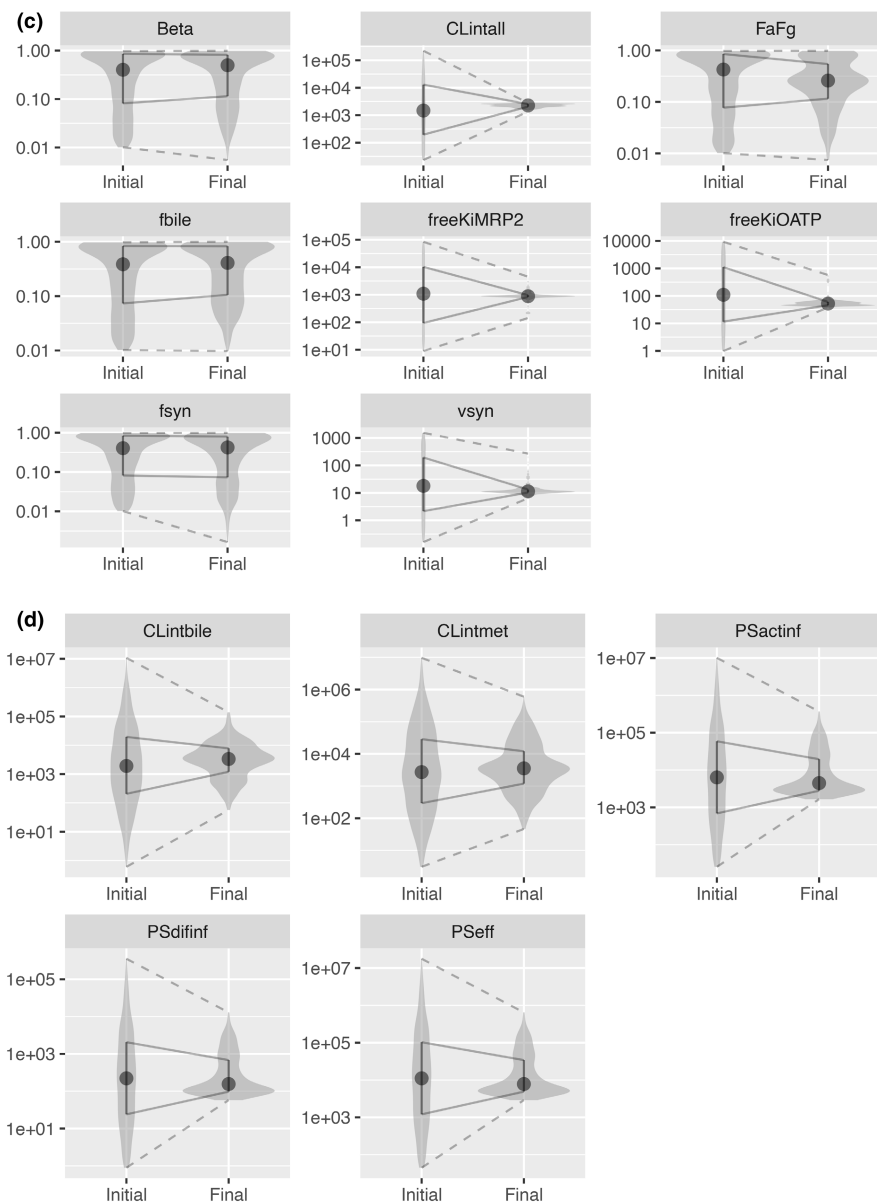 (c)
Beta CLintall FaFg
1.00 1e+05 1.00
1e+04
0.10 1e+03 0.10
1e+02
0.01 0.01
Initial Final Initial Final Initial Final
fbile freeKiMRP2 freeKiOATP
1.00 1e+05 10000
1e+04 1000
0.10 1e+03 100
1e+02 10
0.01 1e+01 1
Initial Final Initial Final Initial Final
fsyn vsyn
1.00 1000
0.10 100
10
0.01 1
Initial Final Initial Final
(d)
CLintbile CLintmet PSactinf
1e+07 1e+07
1e+06
1e+05 1e+05
1e+04
1e+03 1e+03
1e+02
1e+01
Initial Final Initial Final Initial Final
PSdifinf PSeff
1e+05 1e+07
1e+03 1e+05
1e+01 1e+03
Initial Final Initial Final